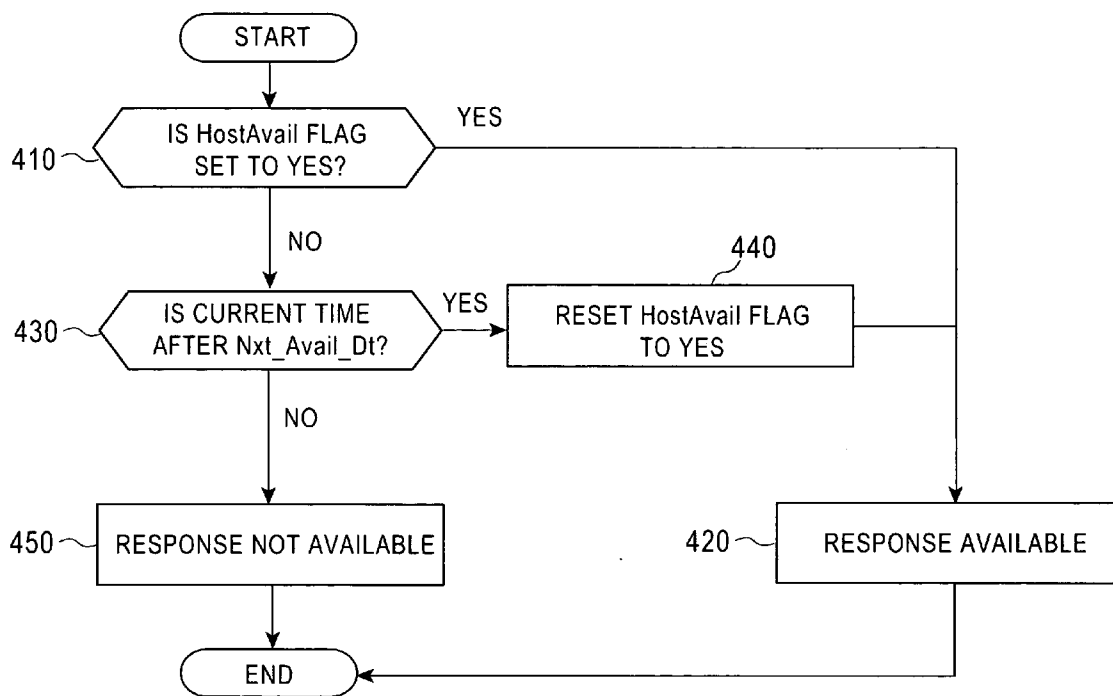 START
IS HostAvail FLAG
SET TO YES?
YES
410
NO
440
IS CURRENT TIME
AFTER Nxt_Avail_Dt?
YES
430
RESET HostAvail FLAG
TO YES
NO
450
RESPONSE NOT AVAILABLE
420
RESPONSE AVAILABLE
END